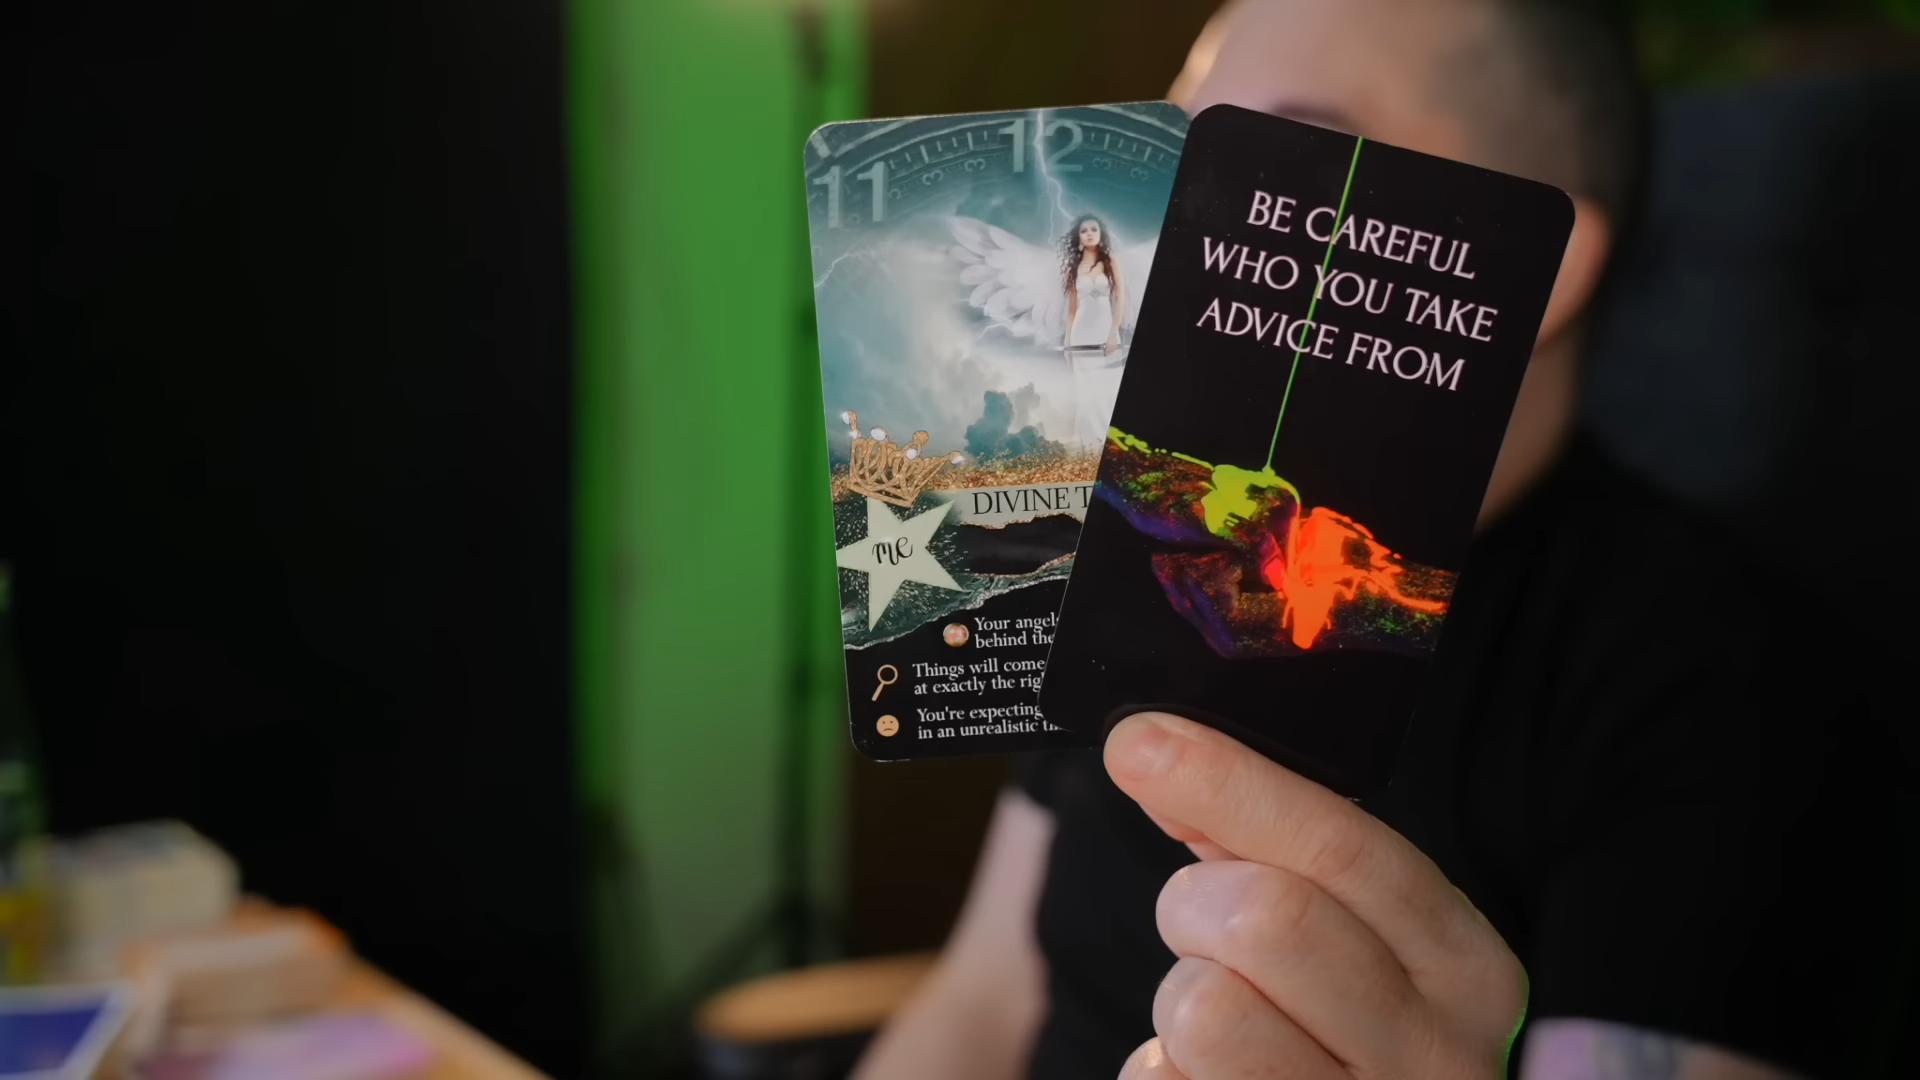 11 12
DIVINE T
me
Your angel
behind the
Things will come
at exactly the rig
You're expecting
in an unrealistic
BE CAREFUL
WHO YOU TAKE
ADVICE FROM